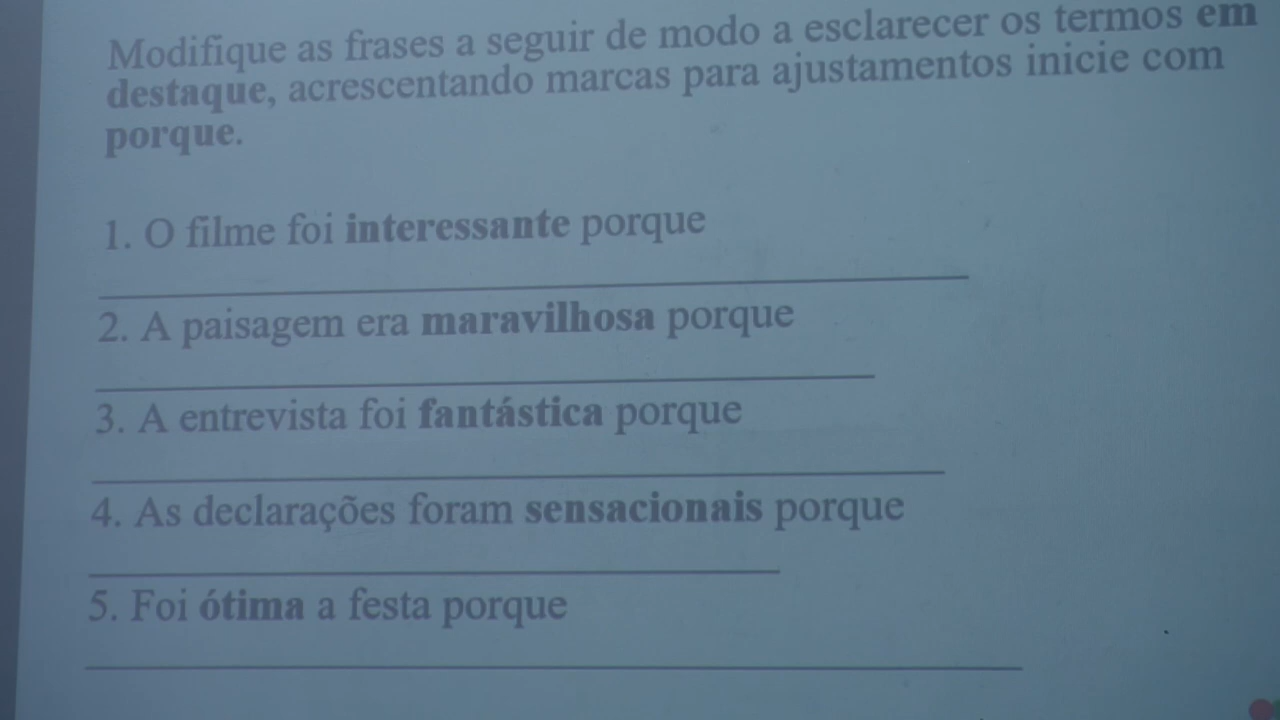 Modifique as frases a seguir de modo a esclarecer os termos em
destaque, acrescentando marcas para ajustamentos inicie com
porque.
1. O filme foi interessante porque
2. A paisagem era maravilhosa porque
3. A entrevista foi fantástica porque
4. As declarações foram sensacionais porque
5. Foi ótima a festa porque